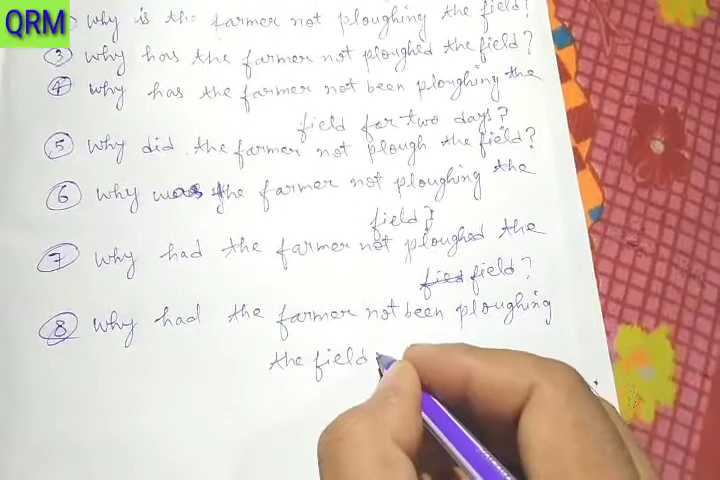 QRM
why is the farmer not ploughing the field?
③ why has the farmer not ploughed the field?
④ why has the farmer not been ploughing the
field for two days?
⑤ why did the farmer not plough the field?
⑥ why was the farmer not ploughing the
field?
⑦ why had the farmer not ploughed the
field?
⑧ why had the farmer not been ploughing
the field